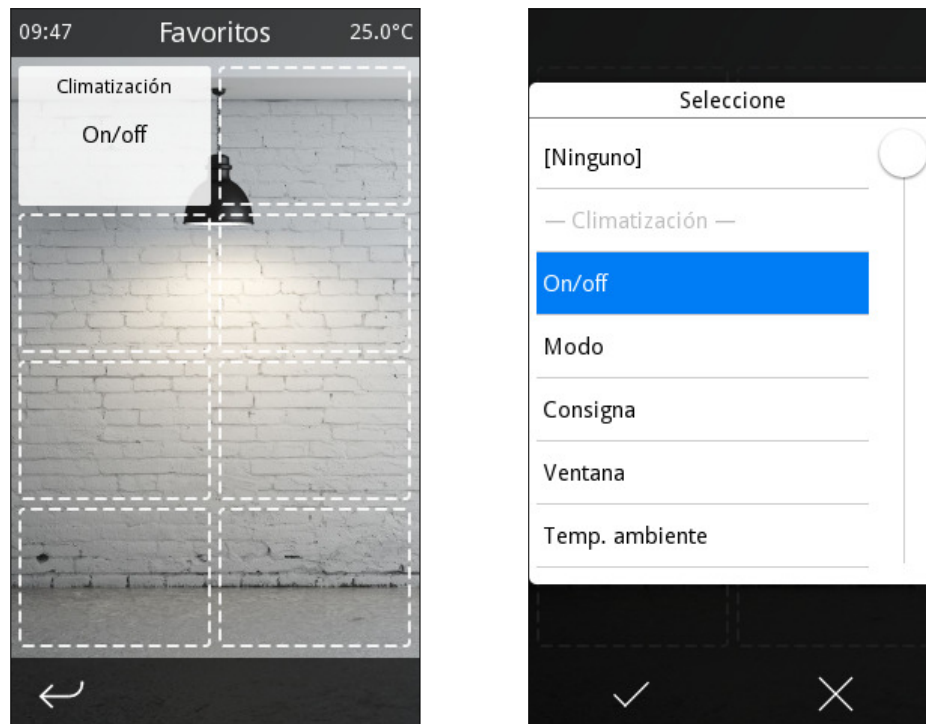 09:47 Favoritos 25.0°C
Climatización
On/off
Seleccione
[Ninguno]
— Climatización —
On/off
Modo
Consigna
Ventana
Temp. ambiente